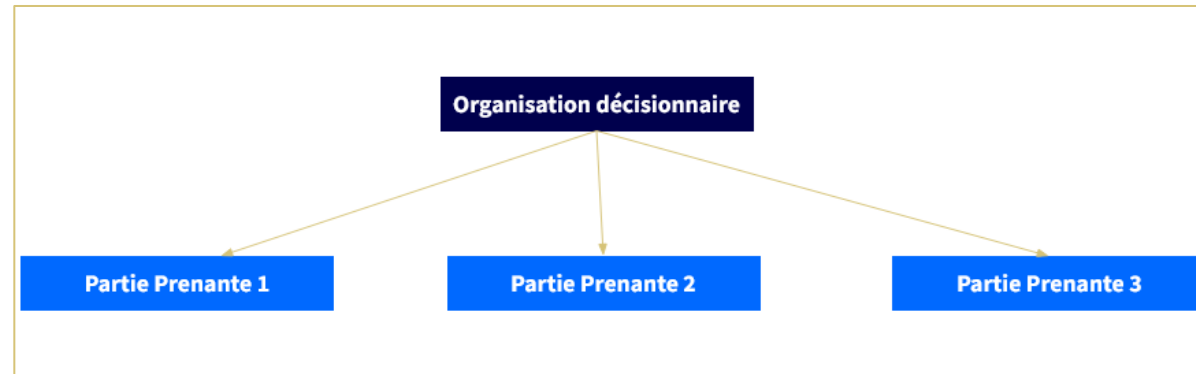 Organisation décisionnaire
Partie Prenante 1
Partie Prenante 2
Partie Prenante 3